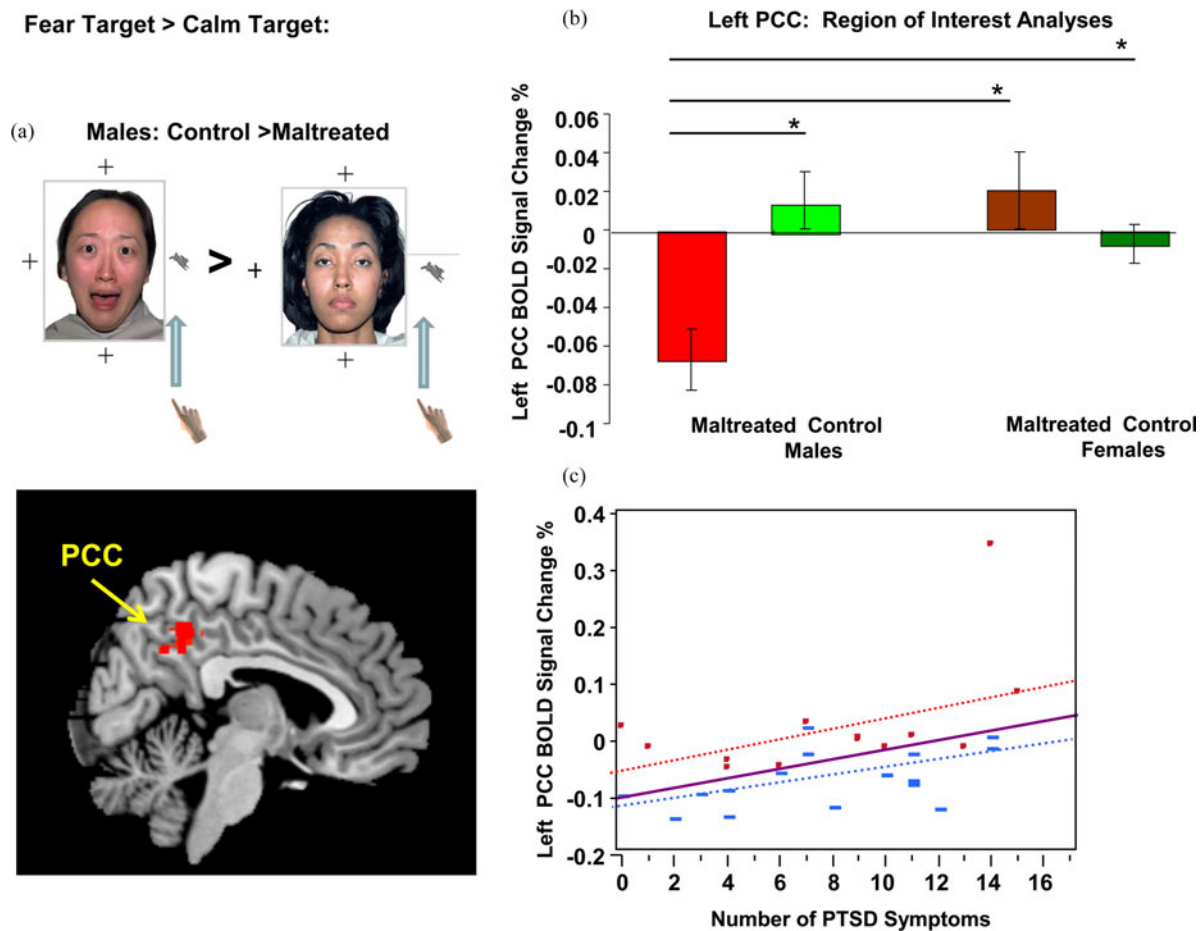 Fear Target > Calm Target:
(a)
Males: Control >Maltreated
+
+
>
+
+
+
+
PCC
(b)
Left PCC: Region of Interest Analyses
*
*
*
Left PCC BOLD Signal Change %
0.06
0.04
0.02
0
-0.02
-0.04
-0.06
-0.08
-0.1
Maltreated Control
Males
Maltreated Control
Females
(c)
Left PCC BOLD Signal Change %
0.4
0.3
0.2
0.1
0
-0.1
-0.2
0 2 4 6 8 10 12 14 16
Number of PTSD Symptoms